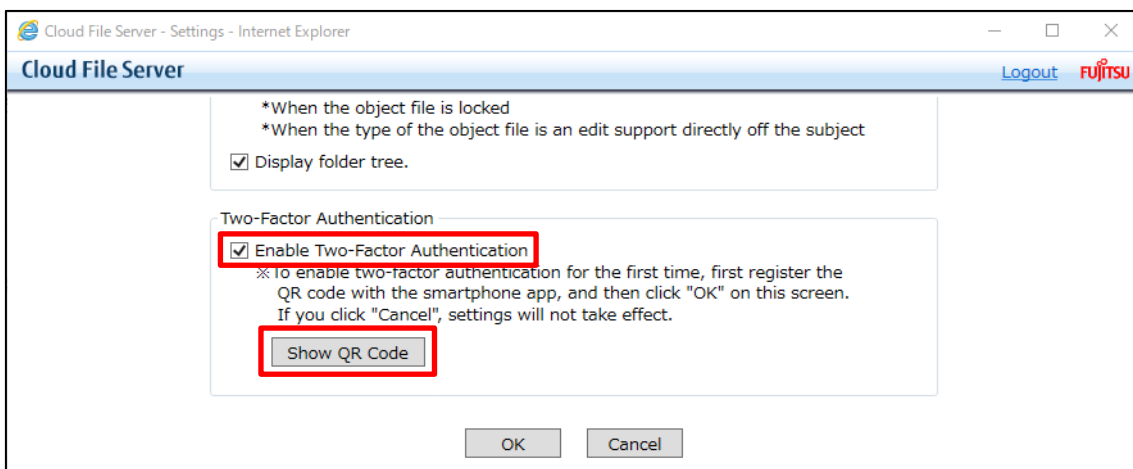 Cloud File Server - Settings - Internet Explorer
Cloud File Server
Logout
FUJITSU
*When the object file is locked
*When the type of the object file is an edit support directly off the subject
Display folder tree.
Two-Factor Authentication
Enable Two-Factor Authentication
※To enable two-factor authentication for the first time, first register the
QR code with the smartphone app, and then click "OK" on this screen.
If you click "Cancel", settings will not take effect.
Show QR Code
OK
Cancel